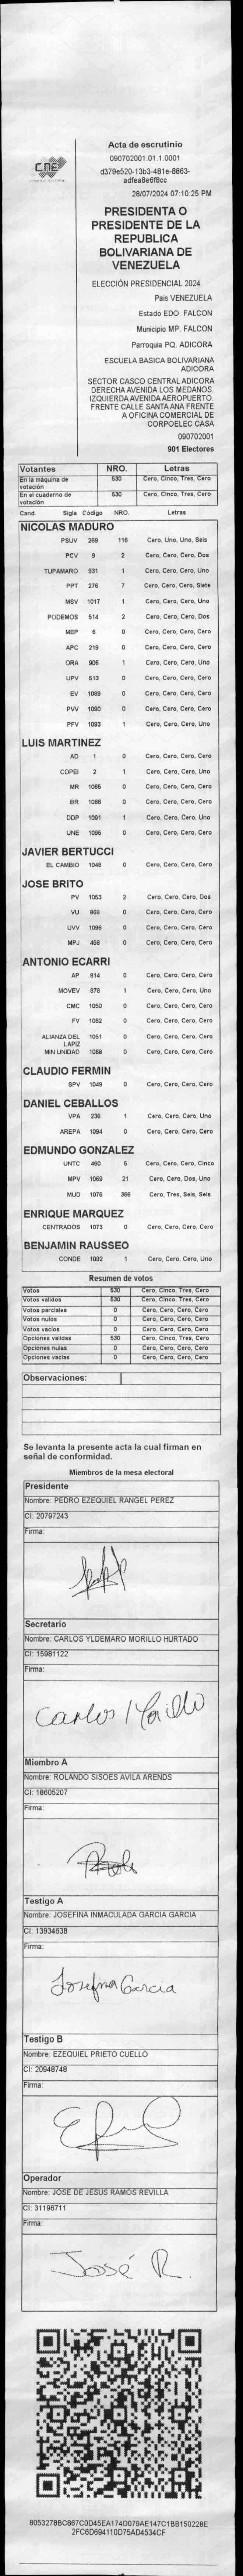 CNE
Acta de escrutinio
090702001.01.1.0001
d379e520-13b3-481e-8863-
adfea8e6f8cc
28/07/2024 07:10:25 PM
PRESIDENTA O
PRESIDENTE DE LA
REPUBLICA
BOLIVARIANA DE
VENEZUELA
ELECCIÓN PRESIDENCIAL 2024
Pais VENEZUELA
Estado EDO. FALCON
Municipio MP. FALCON
Parroquia PQ. ADICORA
ESCUELA BASICA BOLIVARIANA
ADICORA
SECTOR CASCO CENTRAL ADICORA
DERECHA AVENIDA LOS MEDANOS.
IZQUIERDA AVENIDA AEROPUERTO.
FRENTE CALLE SANTA ANA FRENTE
A OFICINA COMERCIAL DE
CORPOELEC CASA
090702001
901 Electores
Votantes NRO. Letras
En la máquina de votación 530 Cero, Cinco, Tres, Cero
En el cuaderno de votación 530 Cero, Cinco, Tres, Cero
Cand. Sigla Código NRO. Letras
NICOLAS MADURO
PSUV 269 116 Cero, Uno, Uno, Seis
PCV 9 2 Cero, Cero, Cero, Dos
TUPAMARO 931 1 Cero, Cero, Cero, Uno
PPT 276 7 Cero, Cero, Cero, Siete
MSV 1017 1 Cero, Cero, Cero, Uno
PODEMOS 514 2 Cero, Cero, Cero, Dos
MEP 6 0 Cero, Cero, Cero, Cero
APC 219 0 Cero, Cero, Cero, Cero
ORA 906 1 Cero, Cero, Cero, Uno
UPV 613 0 Cero, Cero, Cero, Cero
EV 1089 0 Cero, Cero, Cero, Cero
PVV 1090 0 Cero, Cero, Cero, Cero
PFV 1093 1 Cero, Cero, Cero, Uno
LUIS MARTINEZ
AD 1 0 Cero, Cero, Cero, Cero
COPEI 2 1 Cero, Cero, Cero, Uno
MR 1065 0 Cero, Cero, Cero, Cero
BR 1066 0 Cero, Cero, Cero, Cero
DDP 1091 1 Cero, Cero, Cero, Uno
UNE 1095 0 Cero, Cero, Cero, Cero
JAVIER BERTUCCI
EL CAMBIO 1048 0 Cero, Cero, Cero, Cero
JOSE BRITO
PV 1053 2 Cero, Cero, Cero, Dos
VU 868 0 Cero, Cero, Cero, Cero
UVV 1096 0 Cero, Cero, Cero, Cero
MPJ 458 0 Cero, Cero, Cero, Cero
ANTONIO ECARRI
AP 914 0 Cero, Cero, Cero, Cero
MOVEV 676 1 Cero, Cero, Cero, Uno
CMC 1050 0 Cero, Cero, Cero, Cero
FV 1062 0 Cero, Cero, Cero, Cero
ALIANZA DEL LAPIZ 1051 0 Cero, Cero, Cero, Cero
MIN UNIDAD 1069 0 Cero, Cero, Cero, Cero
CLAUDIO FERMIN
SPV 1049 0 Cero, Cero, Cero, Cero
DANIEL CEBALLOS
VPA 236 1 Cero, Cero, Cero, Uno
AREPA 1094 0 Cero, Cero, Cero, Cero
EDMUNDO GONZALEZ
UNTC 460 5 Cero, Cero, Cero, Cinco
MPV 1069 21 Cero, Cero, Dos, Uno
MUD 1075 366 Cero, Tres, Seis, Seis
ENRIQUE MARQUEZ
CENTRADOS 1073 0 Cero, Cero, Cero, Cero
BENJAMIN RAUSSEO
CONDE 1092 1 Cero, Cero, Cero, Uno
Resumen de votos
Votos 530 Cero, Cinco, Tres, Cero
Votos validos 530 Cero, Cinco, Tres, Cero
Votos parciales 0 Cero, Cero, Cero, Cero
Votos nulos 0 Cero, Cero, Cero, Cero
Votos vacios 0 Cero, Cero, Cero, Cero
Opciones validas 530 Cero, Cinco, Tres, Cero
Opciones nulas 0 Cero, Cero, Cero, Cero
Opciones vacias 0 Cero, Cero, Cero, Cero
Observaciones:
Se levanta la presente acta la cual firman en
señal de conformidad.
Miembros de la mesa electoral
Presidente
Nombre: PEDRO EZEQUIEL RANGEL PEREZ
CI: 20797243
Firma:
Secretario
Nombre: CARLOS YLDEMARO MORILLO HURTADO
CI: 15981122
Firma:
Carlos Morillo
Miembro A
Nombre: ROLANDO SISOES AVILA ARENDS
CI: 18605207
Firma:
Testigo A
Nombre: JOSEFINA INMACULADA GARCIA GARCIA
CI: 13934638
Firma:
Josefina Garcia
Testigo B
Nombre: EZEQUIEL PRIETO CUELLO
CI: 20948748
Firma:
Operador
Nombre: JOSE DE JESUS RAMOS REVILLA
CI: 31196711
Firma:
José R.
8053278BC867C0D45EA174D079AE147C1BB150228E
2FC6D694110D75AD4534CF